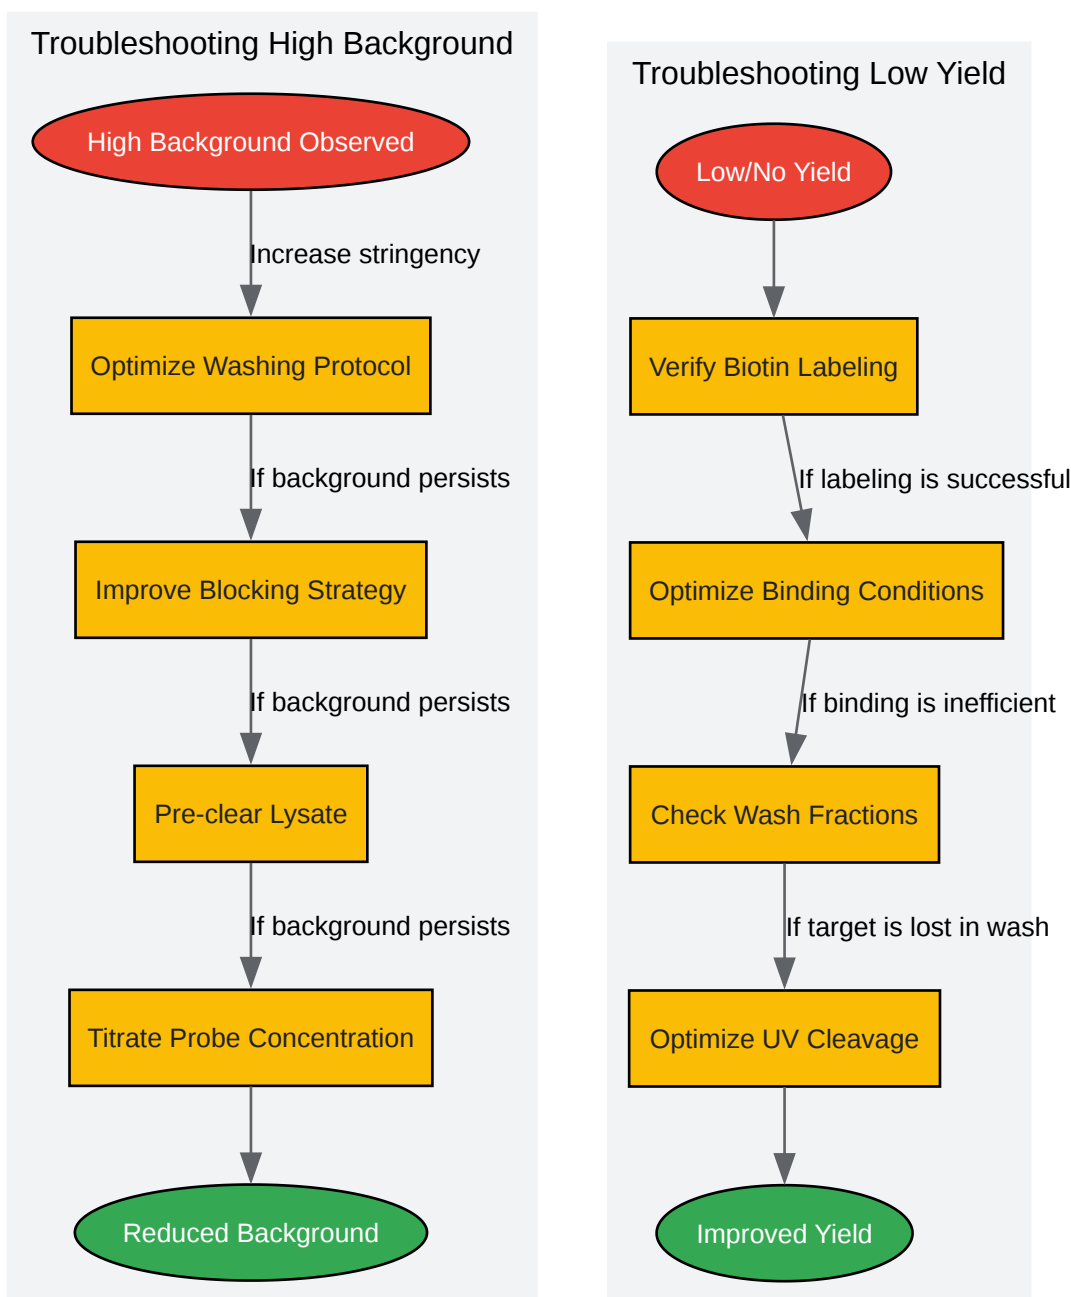 Troubleshooting High Background
High Background Observed
Increase stringency
Optimize Washing Protocol
If background persists
Improve Blocking Strategy
If background persists
Pre-clear Lysate
If background persists
Titrate Probe Concentration
Reduced Background
Troubleshooting Low Yield
Low/No Yield
Verify Biotin Labeling
If labeling is successful
Optimize Binding Conditions
If binding is inefficient
Check Wash Fractions
If target is lost in wash
Optimize UV Cleavage
Improved Yield